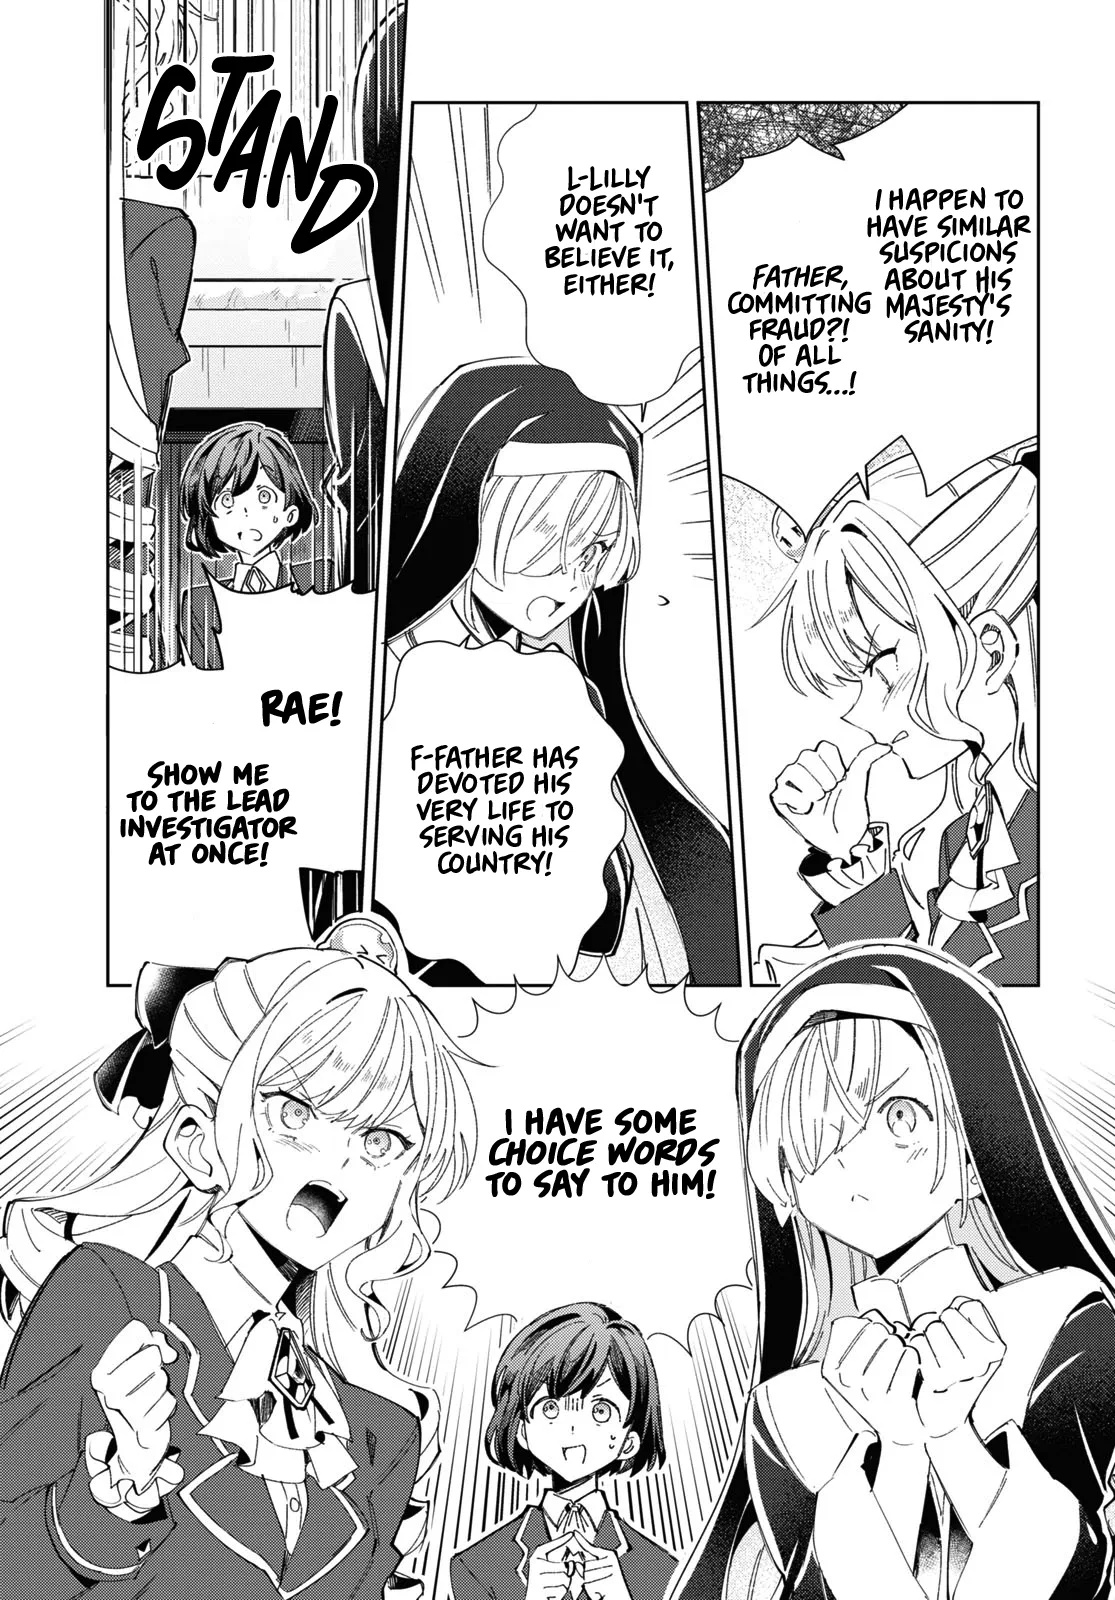 I HAPPEN TO
HAVE SIMILAR
SUSPICIONS
ABOUT HIS
MAJESTY'S
SANITY!
FATHER,
COMMITTING
FRAUD?!
OF ALL
THINGS...!
L-LILLY
DOESN'T
WANT TO
BELIEVE IT,
EITHER!
F-FATHER HAS
DEVOTED HIS
VERY LIFE TO
SERVING HIS
COUNTRY!
STAND
RAE!
SHOW ME
TO THE LEAD
INVESTIGATOR
AT ONCE!
I HAVE SOME
CHOICE WORDS
TO SAY TO HIM!